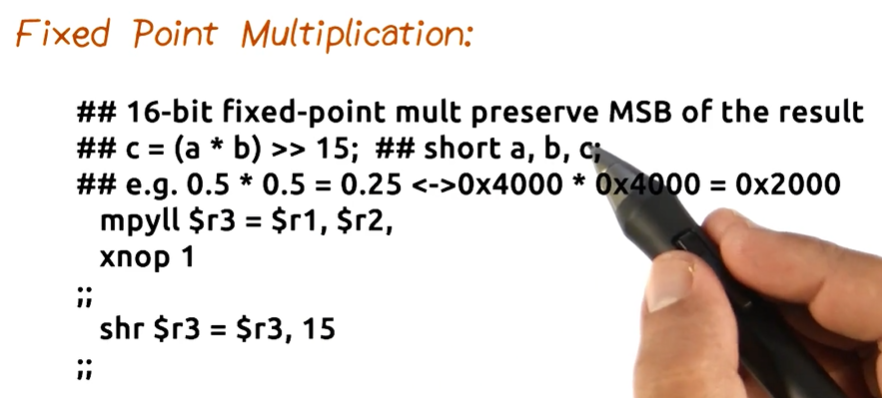 Fixed Point Multiplication:
## 16-bit fixed-point mult preserve MSB of the result
## c = (a * b) >> 15; ## short a, b, c;
## e.g. 0.5 * 0.5 = 0.25 <->0x4000 * 0x4000 = 0x2000
mpyll $r3 = $r1, $r2,
xnop 1
;;
shr $r3 = $r3, 15
;;